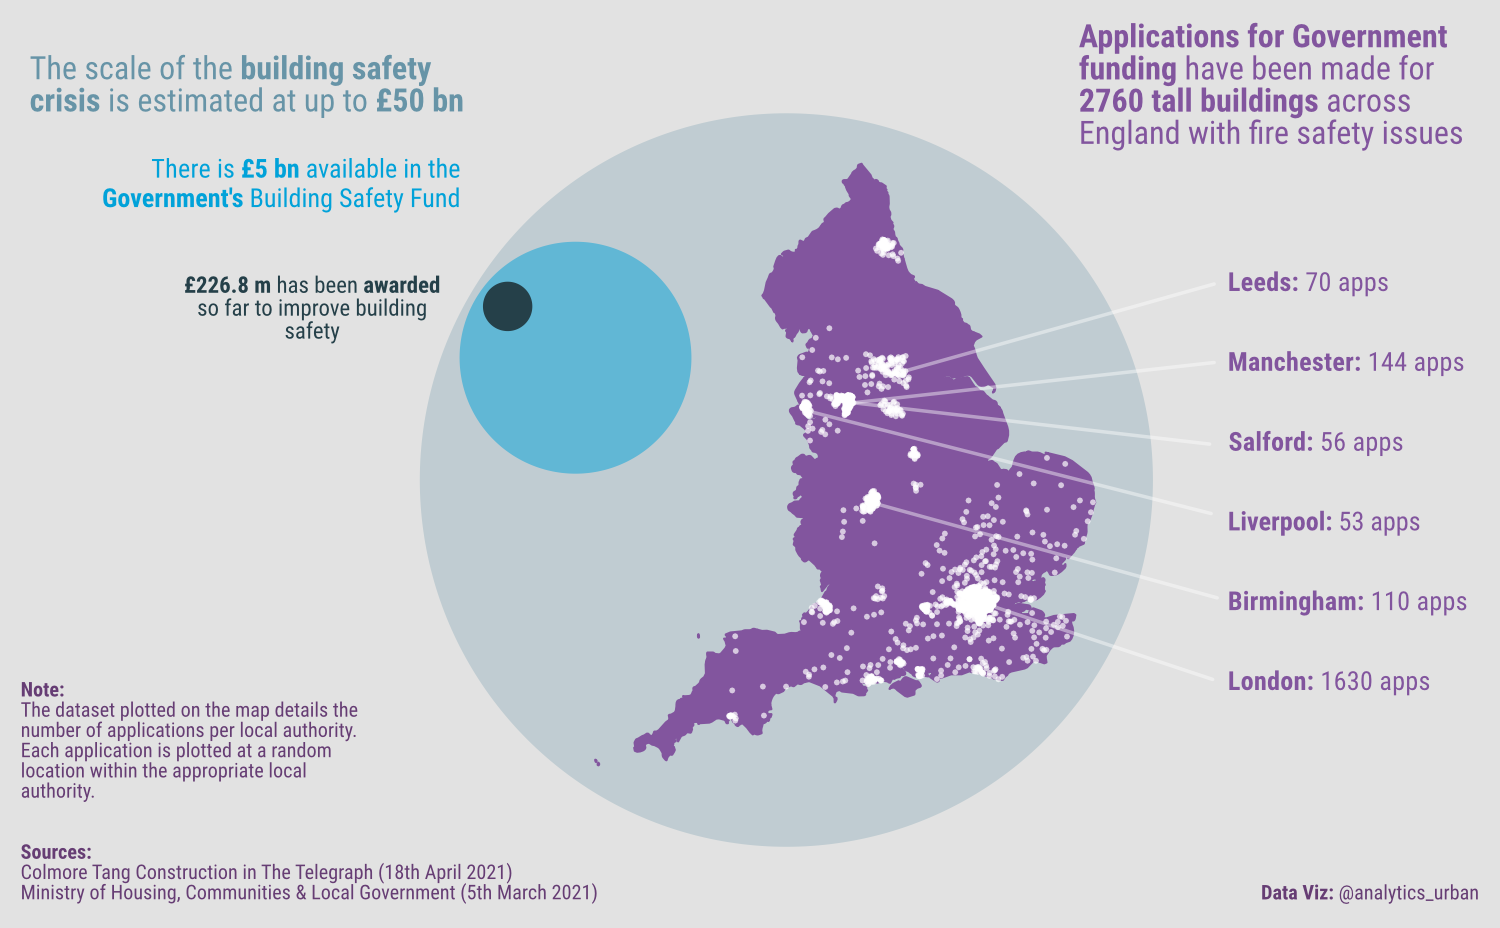 The scale of the building safety
crisis is estimated at up to £50 bn
There is £5 bn available in the
Government's Building Safety Fund
£226.8 m has been awarded
so far to improve building
safety
Applications for Government
funding have been made for
2760 tall buildings across
England with fire safety issues
Leeds: 70 apps
Manchester: 144 apps
Salford: 56 apps
Liverpool: 53 apps
Birmingham: 110 apps
London: 1630 apps
Note:
The dataset plotted on the map details the
number of applications per local authority.
Each application is plotted at a random
location within the appropriate local
authority.
Sources:
Colmore Tang Construction in The Telegraph (18th April 2021)
Ministry of Housing, Communities & Local Government (5th March 2021)
Data Viz: @analytics_urban